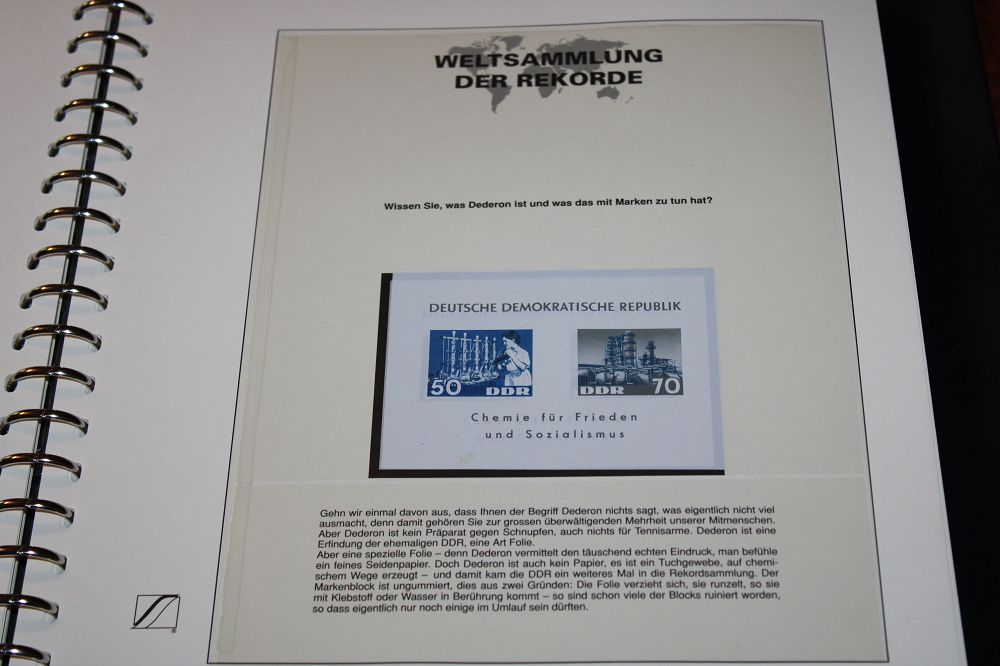 WELTSAMMLUNG
DER REKORDE
Wissen Sie, was Dederon ist und was das mit Marken zu tun hat?
DEUTSCHE DEMOKRATISCHE REPUBLIK
50 DDR
DDR 70
Chemie für Frieden
und Sozialismus
Gehn wir einmal davon aus, dass Ihnen der Begriff Dederon nichts sagt, was eigentlich nicht viel
ausmacht, denn damit gehören Sie zur grossen überwältigenden Mehrheit unserer Mitmenschen.
Aber Dederon ist kein Präparat gegen Schnupfen, auch nichts für Tennisarme. Dederon ist eine
Erfindung der ehemaligen DDR, eine Art Folie.
Aber eine spezielle Folie – denn Dederon vermittelt den täuschend echten Eindruck, man befühle
ein feines Seidenpapier. Doch Dederon ist auch kein Papier, es ist ein Tuchgewebe, auf chemi-
schem Wege erzeugt – und damit kam die DDR ein weiteres Mal in die Rekordsammlung. Der
Markenblock ist ungummiert, dies aus zwei Gründen: Die Folie verzieht sich, sie runzelt, so sie
mit Klebstoff oder Wasser in Berührung kommt – so sind schon viele der Blocks ruiniert worden,
so dass eigentlich nur noch einige im Umlauf sein dürften.